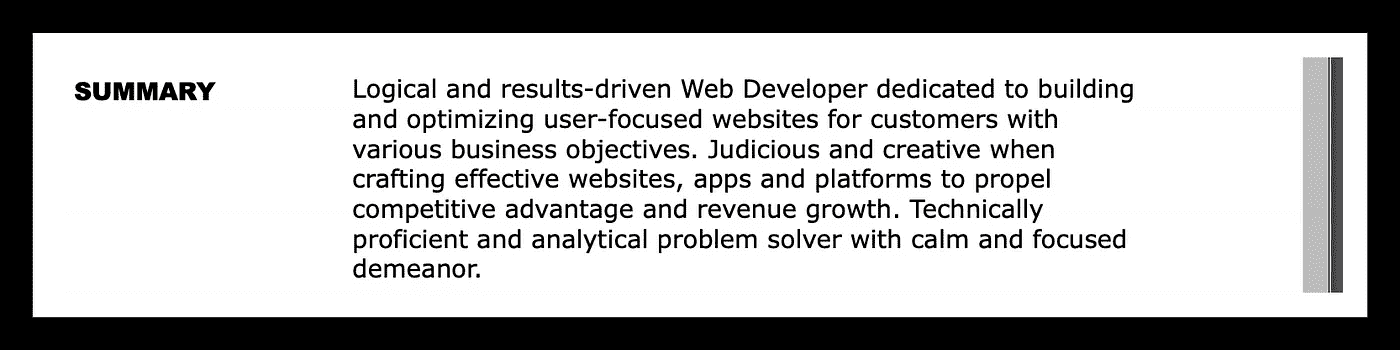 SUMMARY
Logical and results-driven Web Developer dedicated to building
and optimizing user-focused websites for customers with
various business objectives. Judicious and creative when
crafting effective websites, apps and platforms to propel
competitive advantage and revenue growth. Technically
proficient and analytical problem solver with calm and focused
demeanor.